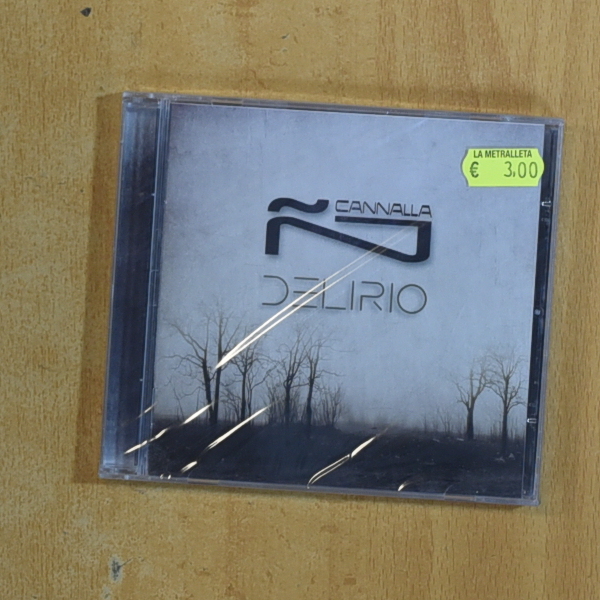 LA METRALLETA
€ 3,00
Ñ CANNALLA
DELIRIO